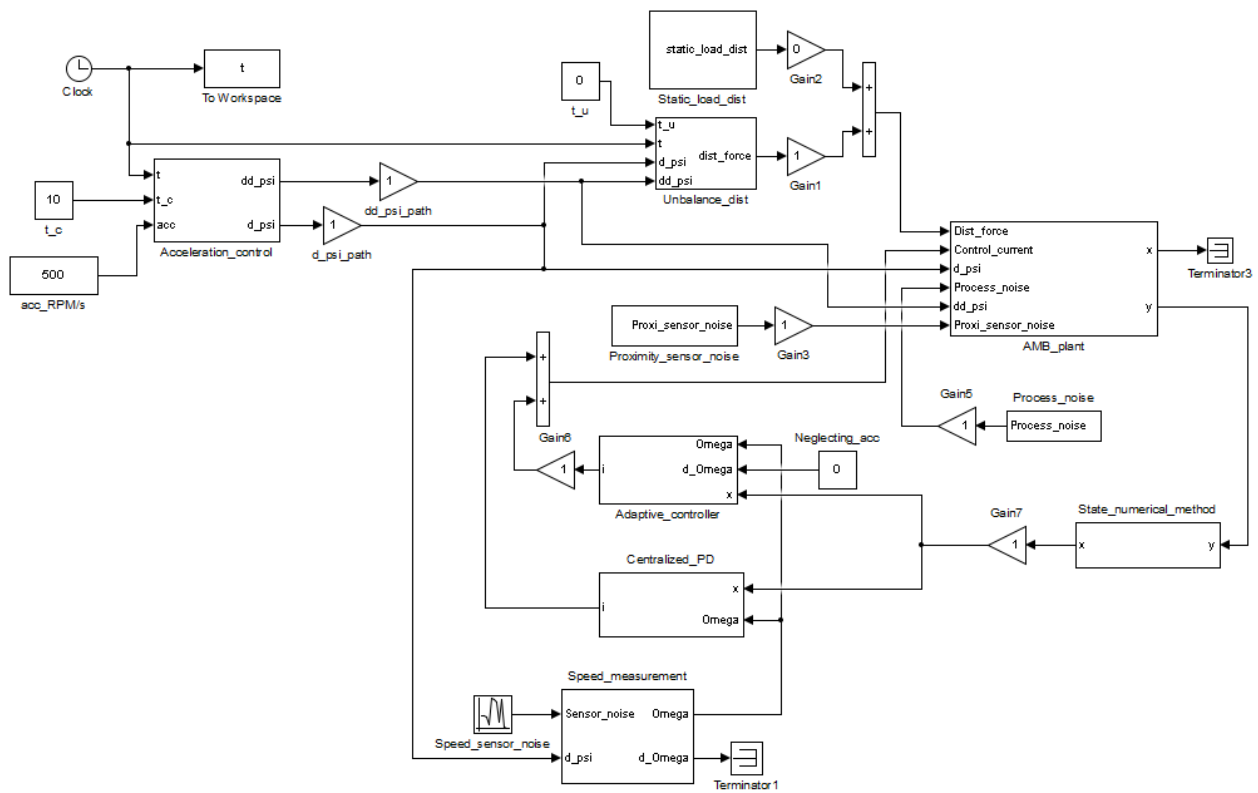 static_load_dist
0
Gain2
t
Clock
To Workspace
0
t_u
Static_load_dist
+
+
t_u
t
d_psi
dd_psi
dist_force
1
Gain1
Unbalance_dist
t
t_c
acc
dd_psi
d_psi
1
dd_psi_path
10
t_c
1
d_psi_path
Acceleration_control
500
acc_RPM/s
Dist_force
Control_current
d_psi
Process_noise
dd_psi
Proxi_sensor_noise
x
y
AMB_plant
Terminator3
Proxi_sensor_noise
Proximity_sensor_noise
1
Gain3
+
+
Gain5
1
Process_noise
Process_noise
Gain6
1
i
Omega
d_Omega
x
Adaptive_controller
Neglecting_acc
0
Gain7
1
State_numerical_method
x
y
Centralized_PD
i
x
Omega
Speed_measurement
Sensor_noise
d_psi
Omega
d_Omega
Speed_sensor_noise
Terminator1